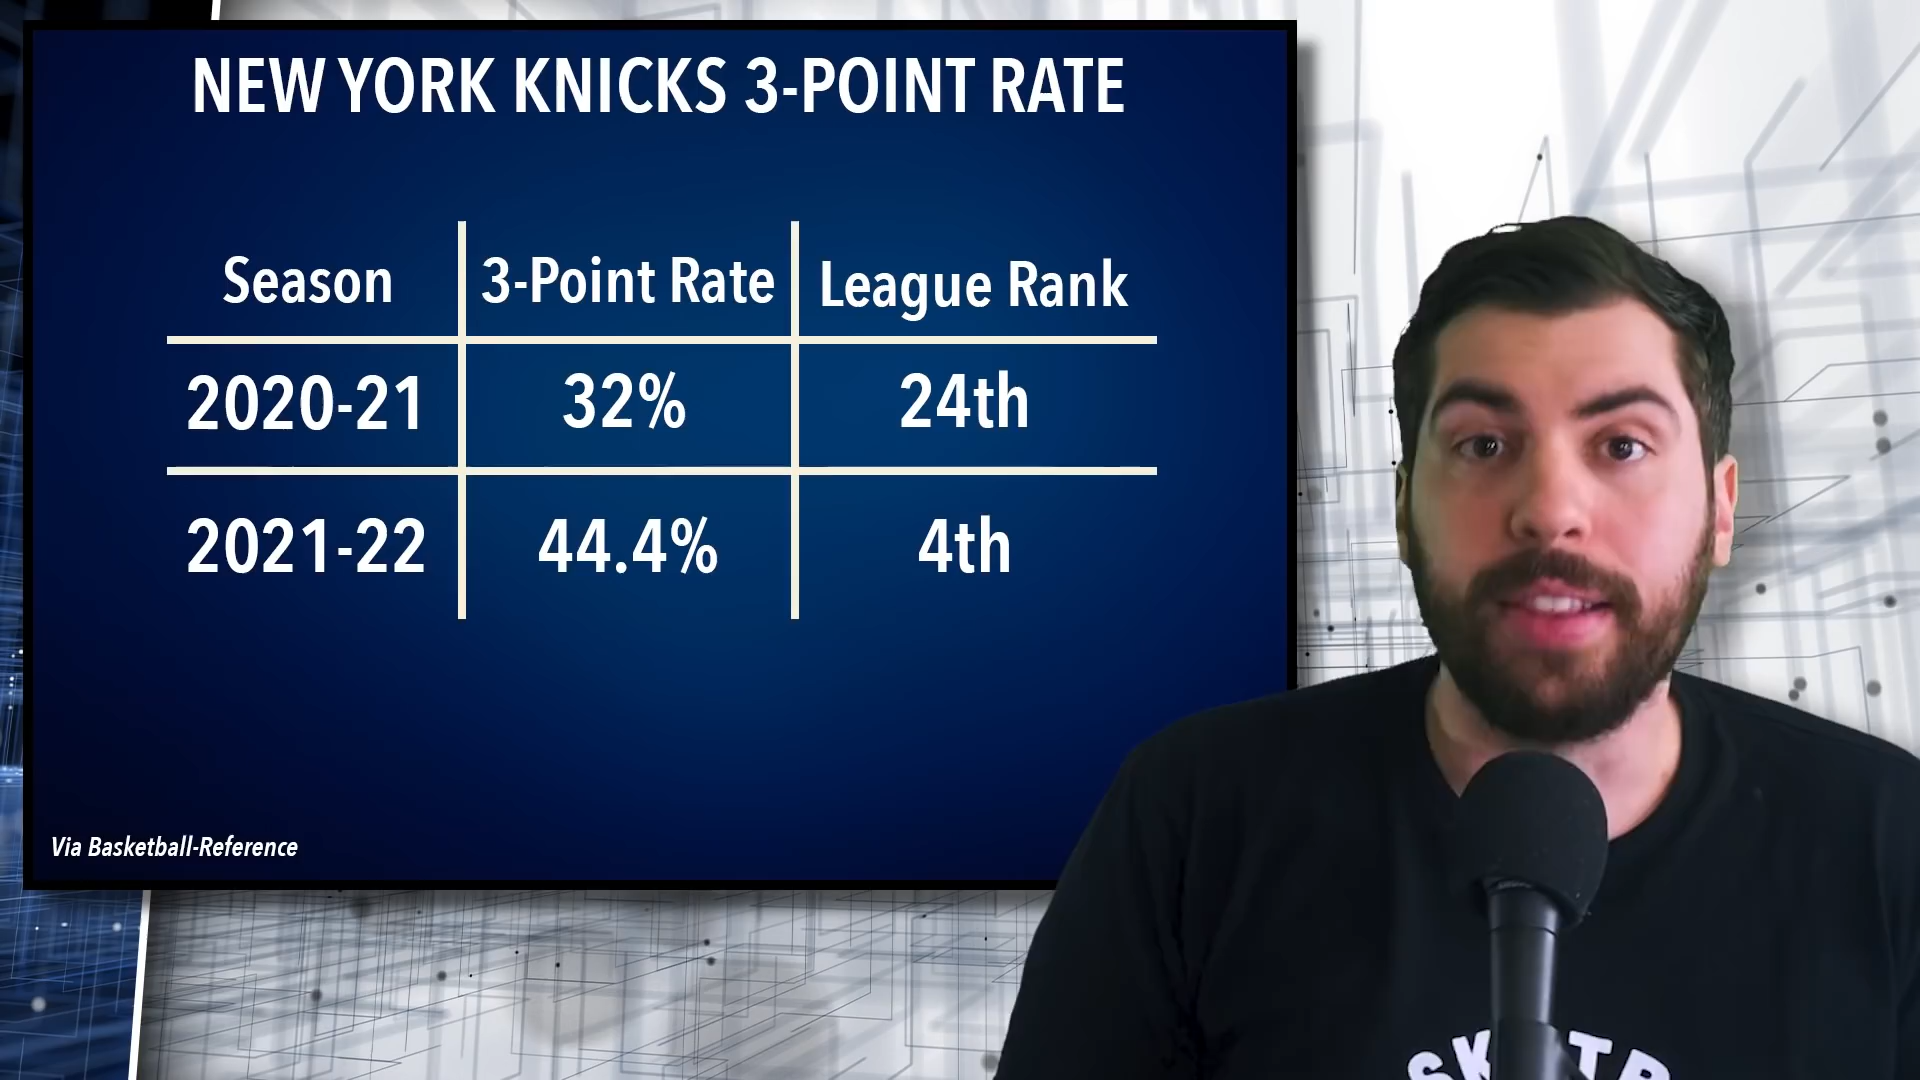 NEW YORK KNICKS 3-POINT RATE
Season 3-Point Rate League Rank
2020-21 32% 24th
2021-22 44.4% 4th
Via Basketball-Reference